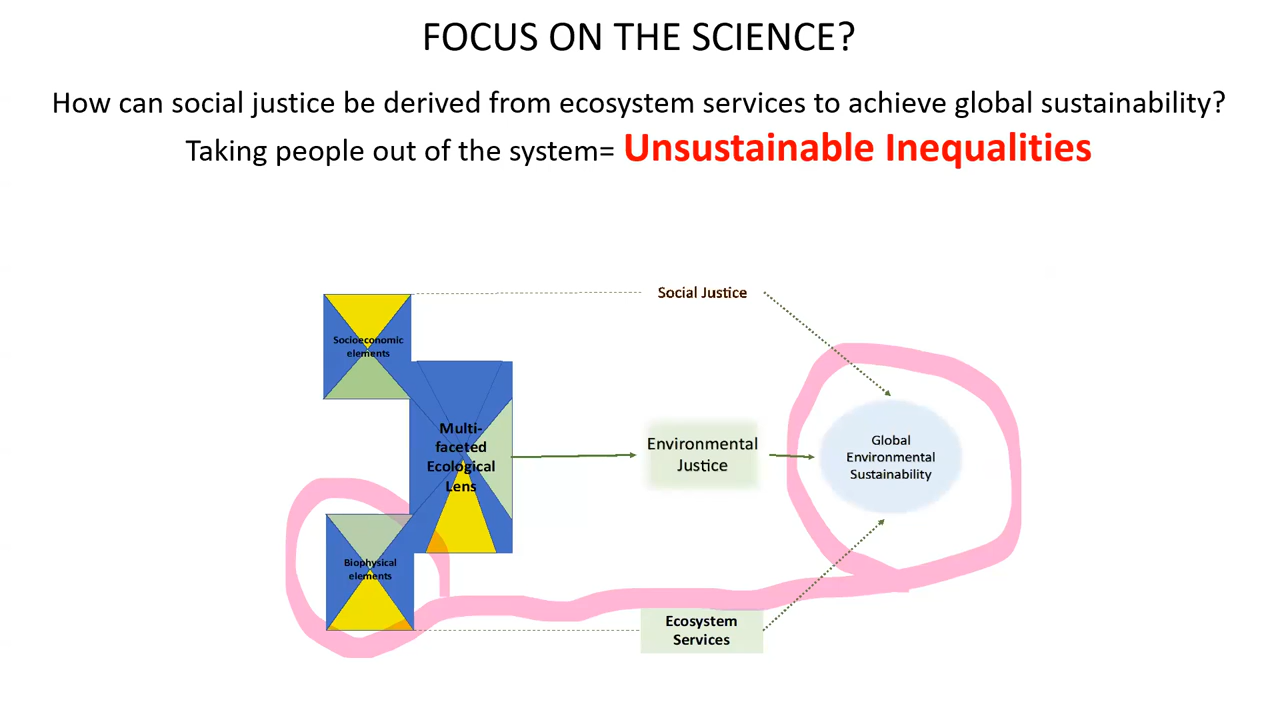 FOCUS ON THE SCIENCE?
How can social justice be derived from ecosystem services to achieve global sustainability?
Taking people out of the system= Unsustainable Inequalities
Social Justice
Socioeconomic
elements
Multi-
faceted
Ecological
Lens
Environmental
Justice
Global
Environmental
Sustainability
Biophysical
elements
Ecosystem
Services